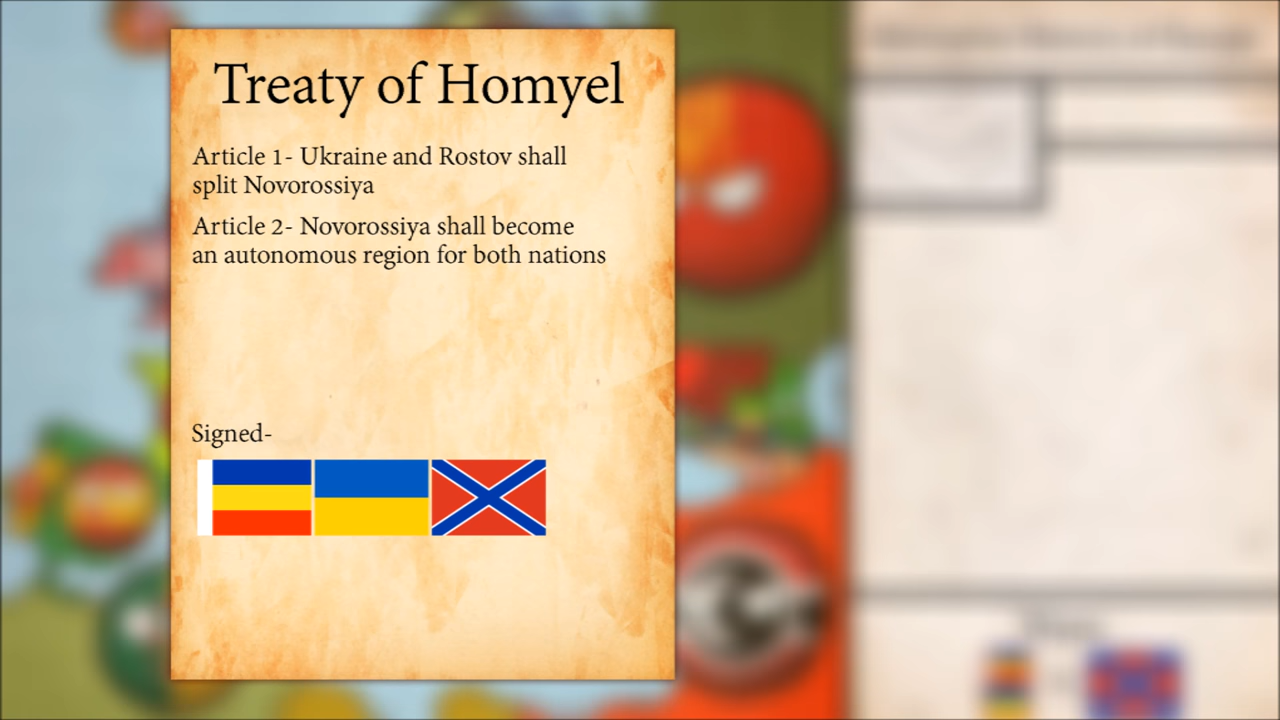 Treaty of Homyel
Article 1- Ukraine and Rostov shall
split Novorossiya
Article 2- Novorossiya shall become
an autonomous region for both nations
Signed-